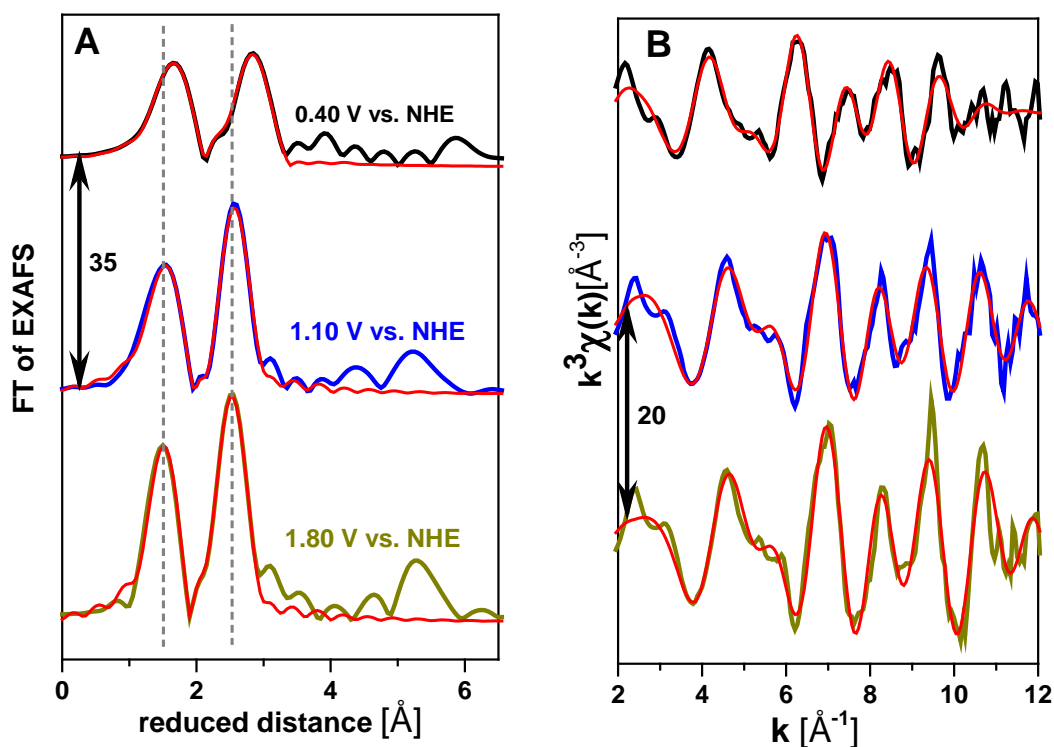 A
0.40 V vs. NHE
35
1.10 V vs. NHE
1.80 V vs. NHE
FT of EXAFS
0 2 4 6
reduced distance [Å]
B
20
k³χ(k)[Å⁻³]
2 4 6 8 10 12
k [Å⁻¹]